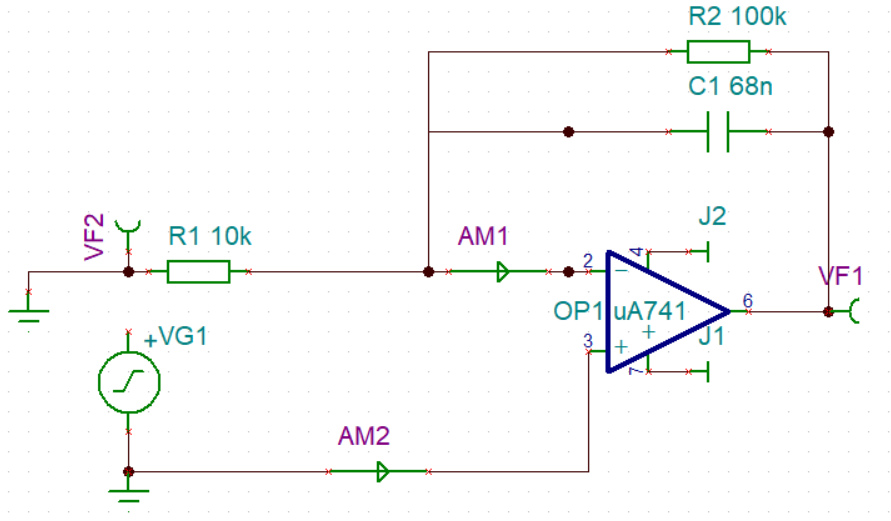 R2 100k
C1 68n
VF2
R1 10k
AM1
J2
4
2
−
VF1
OP1 uA741
6
+
J1
3
+
7
+VG1
AM2